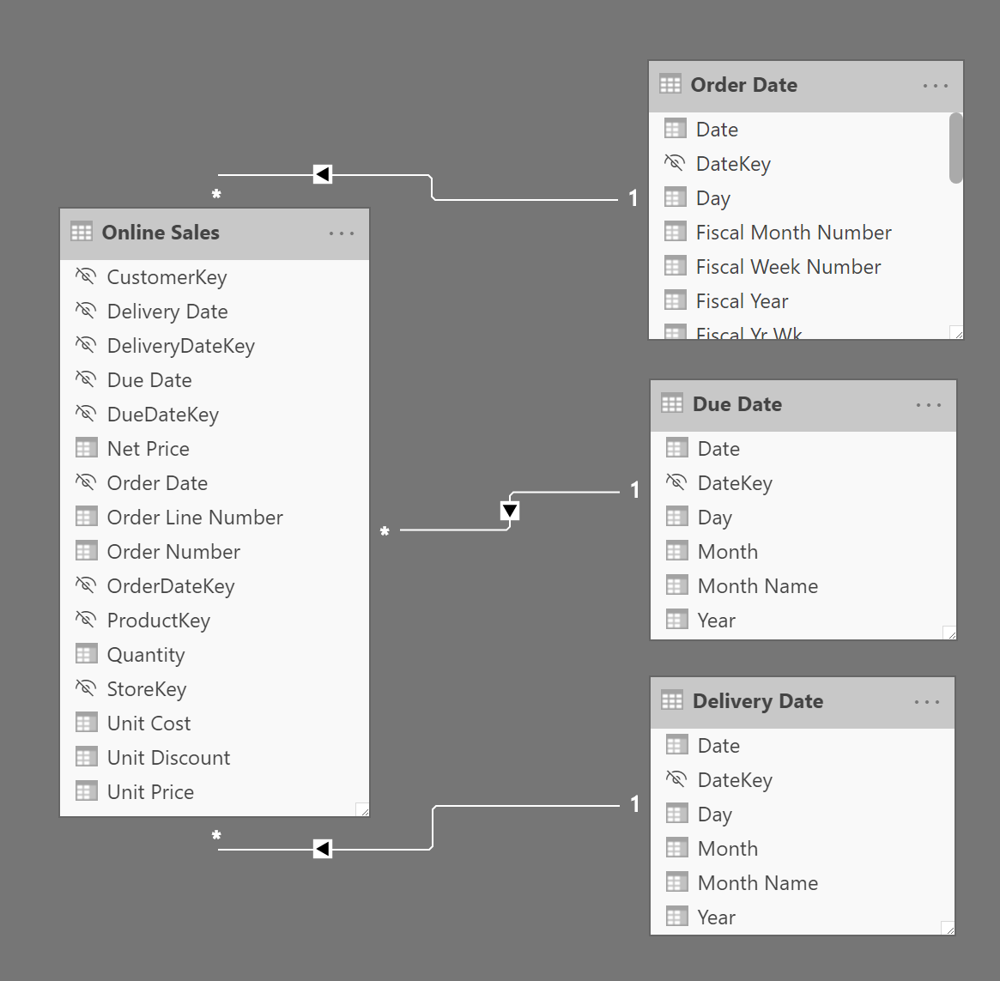 Order Date
Date
DateKey
Day
Fiscal Month Number
Fiscal Week Number
Fiscal Year
Fiscal Yr Wk
*
1
Online Sales
CustomerKey
Delivery Date
DeliveryDateKey
Due Date
DueDateKey
Net Price
Order Date
Order Line Number
Order Number
OrderDateKey
ProductKey
Quantity
StoreKey
Unit Cost
Unit Discount
Unit Price
*
1
Due Date
Date
DateKey
Day
Month
Month Name
Year
*
1
Delivery Date
Date
DateKey
Day
Month
Month Name
Year